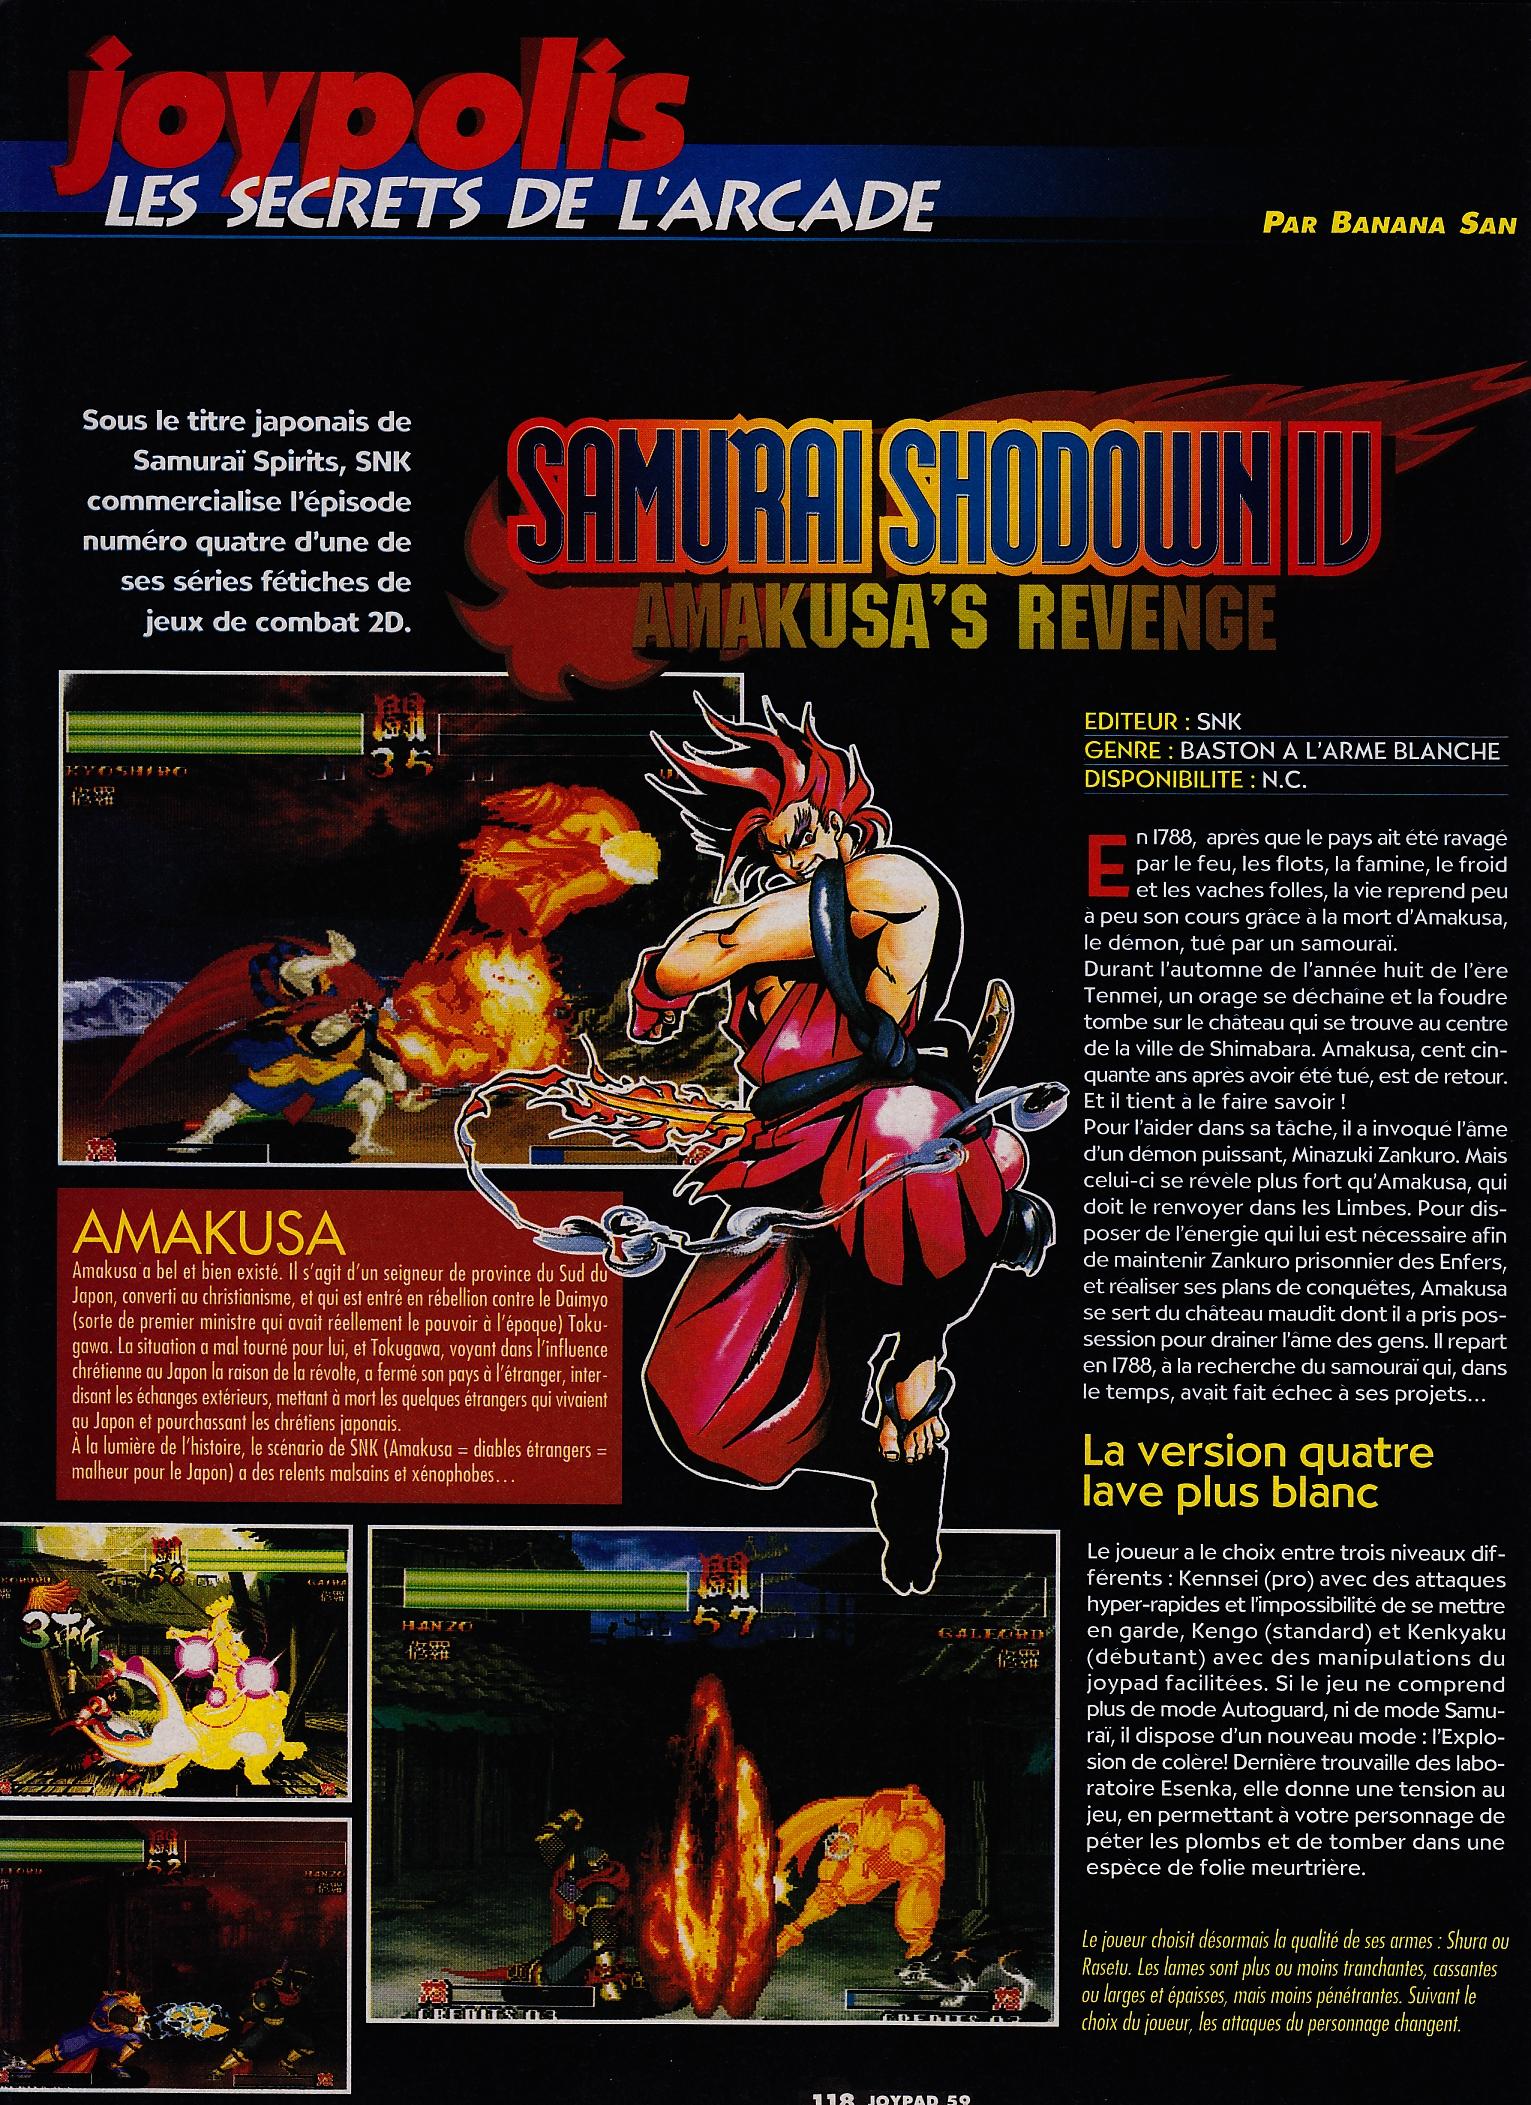 joypolis
LES SECRETS DE L'ARCADE
PAR BANANA SAN
Sous le titre japonais de
Samuraï Spirits, SNK
commercialise l'épisode
numéro quatre d'une de
ses séries fétiches de
jeux de combat 2D.
SAMURAI SHODOWN IV
AMAKUSA'S REVENGE
闘
35
KYOSHIRO
EDITEUR : SNK
GENRE : BASTON A L'ARME BLANCHE
DISPONIBILITE : N.C.
En 1788, après que le pays ait été ravagé
par le feu, les flots, la famine, le froid
et les vaches folles, la vie reprend peu
à peu son cours grâce à la mort d'Amakusa,
le démon, tué par un samouraï.
Durant l'automne de l'année huit de l'ère
Tenmei, un orage se déchaîne et la foudre
tombe sur le château qui se trouve au centre
de la ville de Shimabara. Amakusa, cent cin-
quante ans après avoir été tué, est de retour.
Et il tient à le faire savoir !
Pour l'aider dans sa tâche, il a invoqué l'âme
d'un démon puissant, Minazuki Zankuro. Mais
celui-ci se révèle plus fort qu'Amakusa, qui
doit le renvoyer dans les Limbes. Pour dis-
poser de l'énergie qui lui est nécessaire afin
de maintenir Zankuro prisonnier des Enfers,
et réaliser ses plans de conquêtes, Amakusa
se sert du château maudit dont il a pris pos-
session pour drainer l'âme des gens. Il repart
en 1788, à la recherche du samouraï qui, dans
le temps, avait fait échec à ses projets...
AMAKUSA
Amakusa a bel et bien existé. Il s'agit d'un seigneur de province du Sud du
Japon, converti au christianisme, et qui est entré en rébellion contre le Daimyo
(sorte de premier ministre qui avait réellement le pouvoir à l'époque) Toku-
gawa. La situation a mal tourné pour lui, et Tokugawa, voyant dans l'influence
chrétienne au Japon la raison de la révolte, a fermé son pays à l'étranger, inter-
disant les échanges extérieurs, mettant à mort les quelques étrangers qui vivaient
au Japon et pourchassant les chrétiens japonais.
À la lumière de l'histoire, le scénario de SNK (Amakusa = diables étrangers =
malheur pour le Japon) a des relents malsains et xénophobes...
La version quatre
lave plus blanc
Le joueur a le choix entre trois niveaux dif-
férents : Kennsei (pro) avec des attaques
hyper-rapides et l'impossibilité de se mettre
en garde, Kengo (standard) et Kenkyaku
(débutant) avec des manipulations du
joypad facilitées. Si le jeu ne comprend
plus de mode Autoguard, ni de mode Samu-
raï, il dispose d'un nouveau mode : l'Explo-
sion de colère! Dernière trouvaille des labo-
ratoire Esenka, elle donne une tension au
jeu, en permettant à votre personnage de
péter les plombs et de tomber dans une
espèce de folie meurtrière.
Le joueur choisit désormais la qualité de ses armes : Shura ou
Rasetu. Les lames sont plus ou moins tranchantes, cassantes
ou larges et épaisses, mais moins pénétrantes. Suivant le
choix du joueur, les attaques du personnage changent.
闘
56
3斬
闘
57
HANZO
GALFORD
CREDITS 03
CREDITS 03
闘
52
HANZO
118 JOYPAD 59